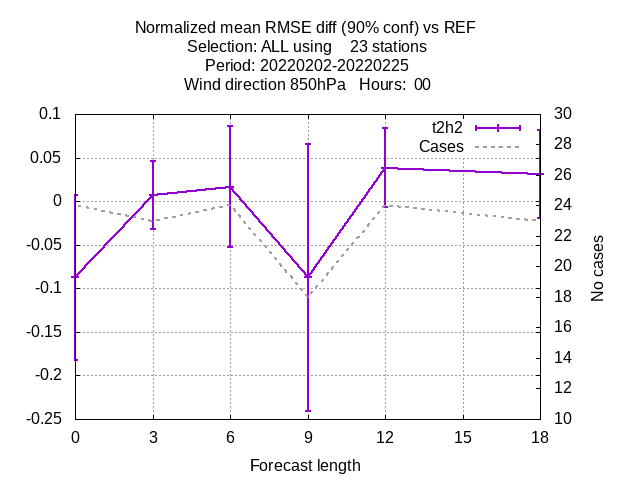 Normalized mean RMSE diff (90% conf) vs REF
Selection: ALL using    23 stations
Period: 20220202-20220225
Wind direction 850hPa   Hours:  00
0.1
0.05
0
-0.05
-0.1
-0.15
-0.2
-0.25
t2h2
Cases
30
28
26
24
22
20
18
16
14
12
10
No cases
0 3 6 9 12 15 18
Forecast length